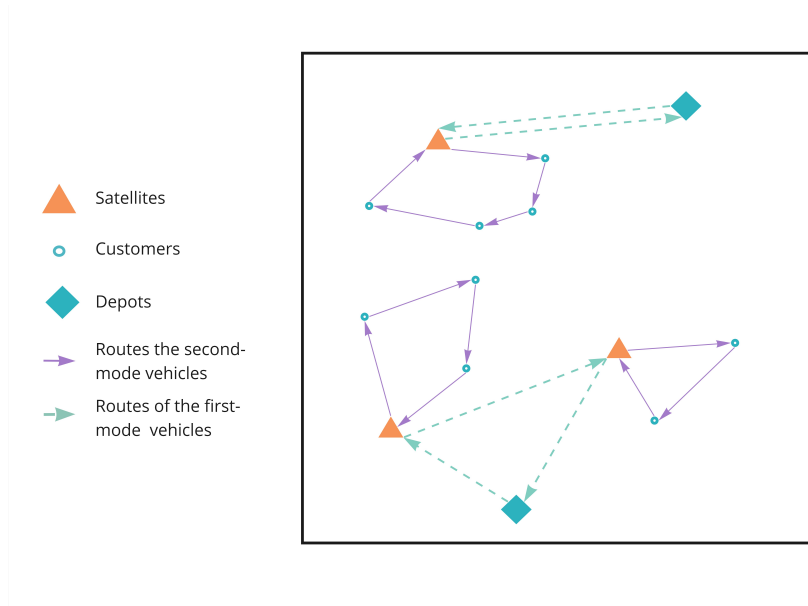 Satellites
Customers
Depots
Routes the second-
mode vehicles
Routes of the first-
mode vehicles